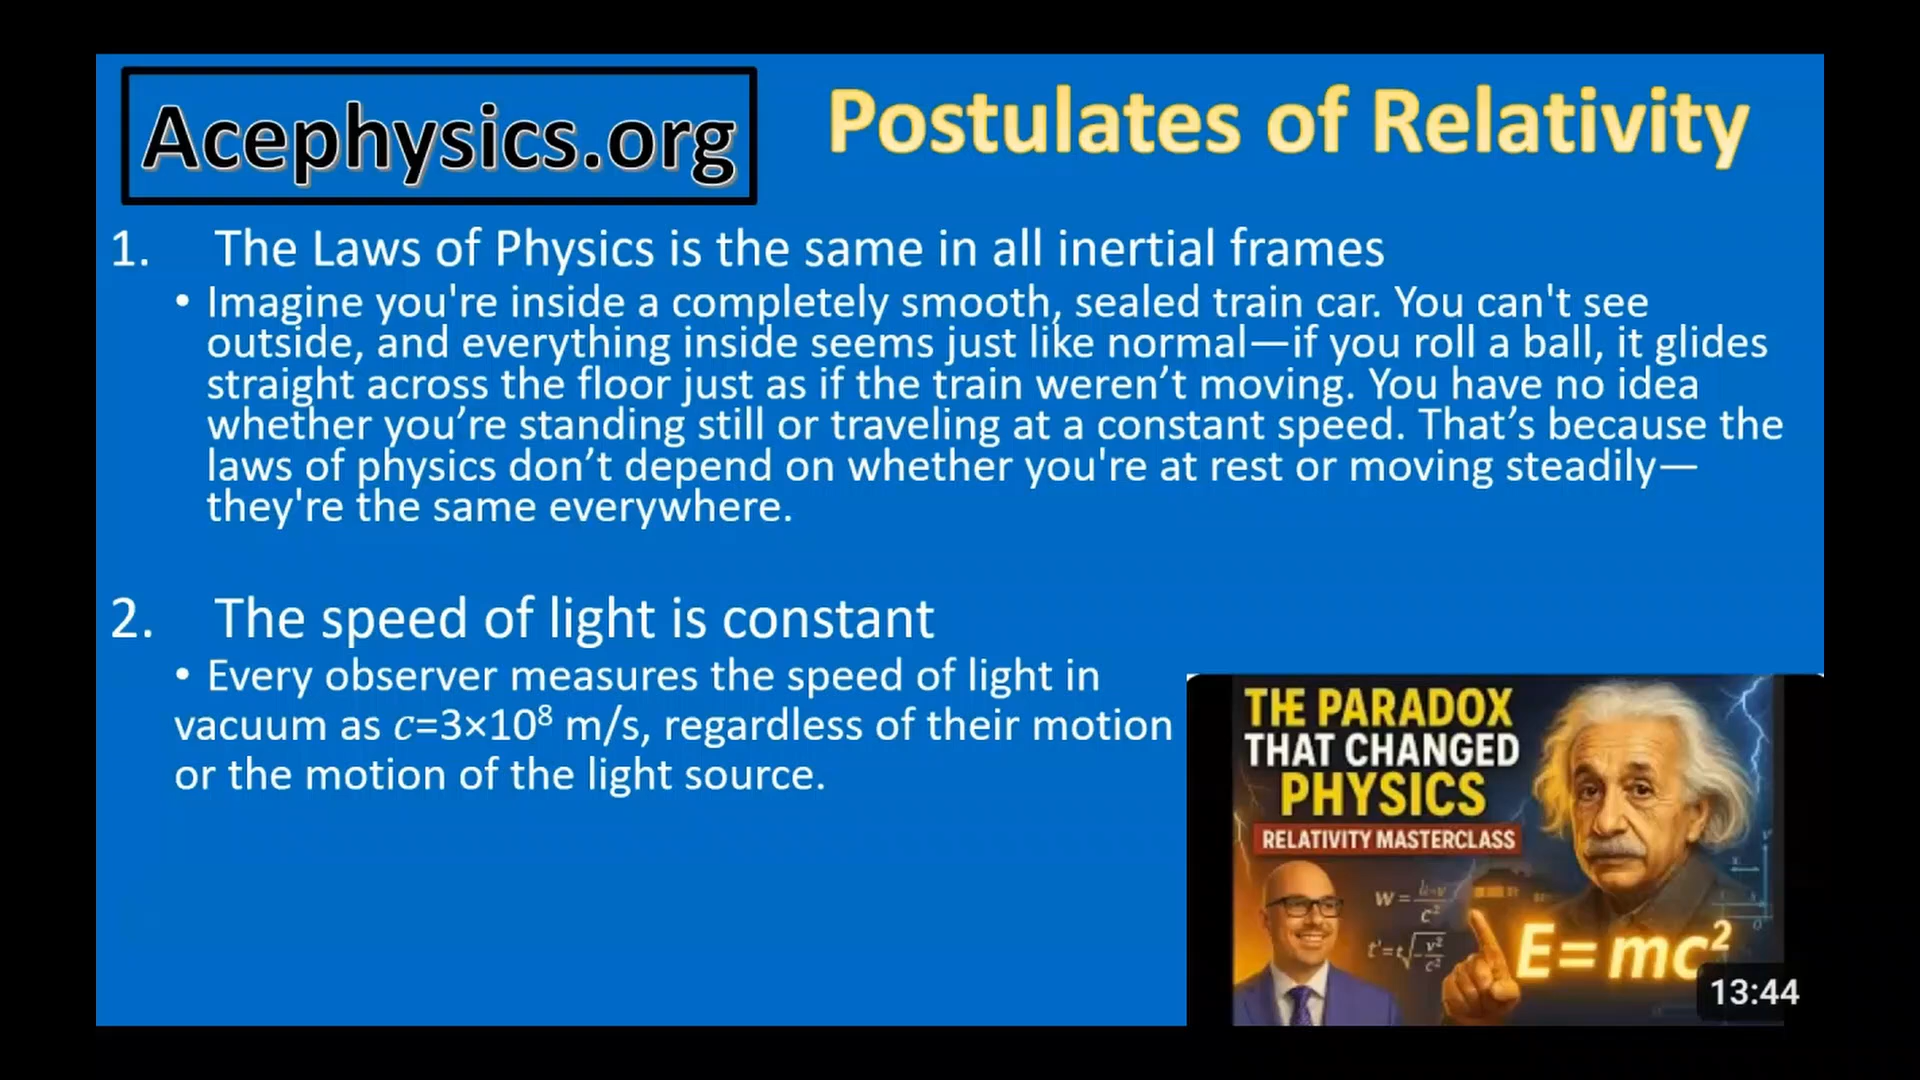 Acephysics.org
Postulates of Relativity
1. The Laws of Physics is the same in all inertial frames
• Imagine you're inside a completely smooth, sealed train car. You can't see
outside, and everything inside seems just like normal—if you roll a ball, it glides
straight across the floor just as if the train weren’t moving. You have no idea
whether you’re standing still or traveling at a constant speed. That’s because the
laws of physics don’t depend on whether you're at rest or moving steadily—
they're the same everywhere.
2. The speed of light is constant
• Every observer measures the speed of light in
vacuum as c=3×10⁸ m/s, regardless of their motion
or the motion of the light source.
THE PARADOX
THAT CHANGED
PHYSICS
RELATIVITY MASTERCLASS
E=mc²
13:44